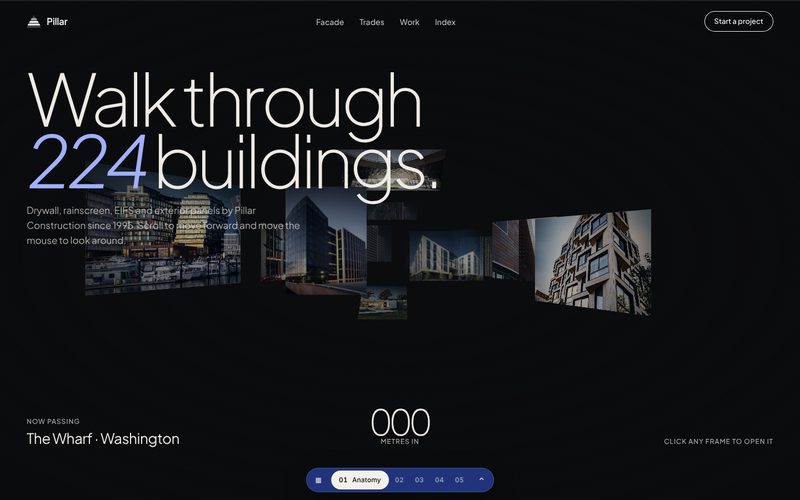 Pillar
Facade
Trades
Work
Index
Start a project
Walk through
224 buildings.
Drywall, rainscreen, EIFS and exterior panels by Pillar
Construction since 1995. Scroll to move forward and move the
mouse to look around.
NOW PASSING
The Wharf · Washington
000
METRES IN
CLICK ANY FRAME TO OPEN IT
01 Anatomy
02
03
04
05